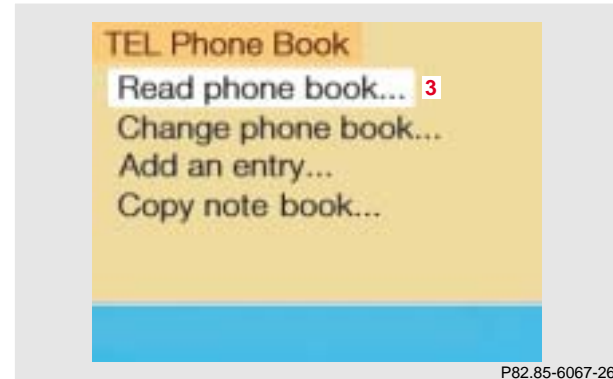 TEL Phone Book
Read phone book... 3
Change phone book...
Add an entry...
Copy note book...
P82.85-6067-26